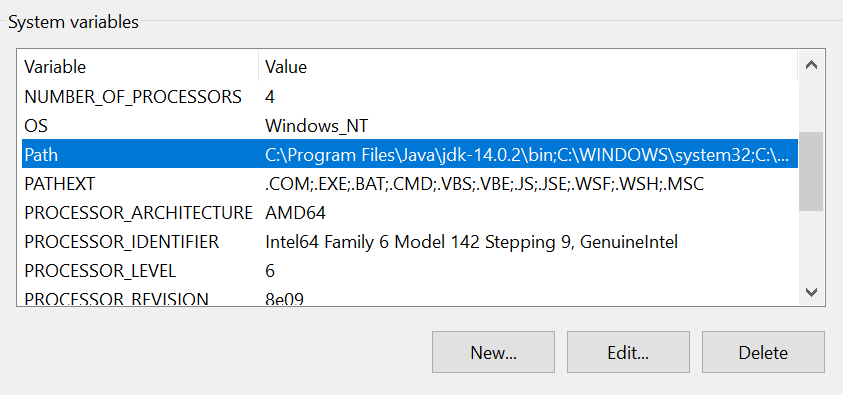 System variables
Variable Value
NUMBER_OF_PROCESSORS 4
OS Windows_NT
Path C:\Program Files\Java\jdk-14.0.2\bin;C:\WINDOWS\system32;C:\...
PATHEXT .COM;.EXE;.BAT;.CMD;.VBS;.VBE;.JS;.JSE;.WSF;.WSH;.MSC
PROCESSOR_ARCHITECTURE AMD64
PROCESSOR_IDENTIFIER Intel64 Family 6 Model 142 Stepping 9, GenuineIntel
PROCESSOR_LEVEL 6
PROCESSOR_REVISION 8e09
New... Edit... Delete